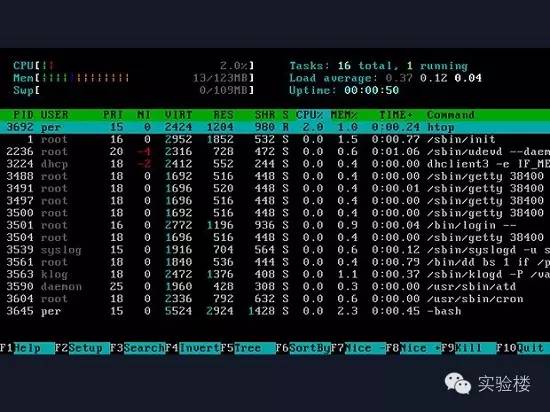 CPU[ 2.0%]
Mem[ 13/123MB]
Swp[ 0/109MB]
Tasks: 16 total, 1 running
Load average: 0.37 0.12 0.04
Uptime: 00:00:50
PID USER PRI NI VIRT RES SHR S CPU% MEM% TIME+ Command
3692 per 15 0 2424 1204 980 R 2.0 1.0 0:00.24 htop
1 root 16 0 2952 1852 532 S 0.0 1.5 0:00.77 /sbin/init
2236 root 20 -4 2316 728 472 S 0.0 0.6 0:01.06 /sbin/udevd --daem
3224 dhcp 18 -2 2412 552 244 S 0.0 0.4 0:00.00 dhclient3 -e IF_ME
3488 root 18 0 1692 516 448 S 0.0 0.4 0:00.00 /sbin/getty 38400
3491 root 18 0 1696 520 448 S 0.0 0.4 0:00.01 /sbin/getty 38400
3497 root 18 0 1696 516 448 S 0.0 0.4 0:00.00 /sbin/getty 38400
3500 root 18 0 1692 516 448 S 0.0 0.4 0:00.00 /sbin/getty 38400
3501 root 16 0 2772 1196 936 S 0.0 0.9 0:00.04 /bin/login --
3504 root 18 0 1696 516 448 S 0.0 0.4 0:00.00 /sbin/getty 38400
3539 syslog 15 0 1916 704 564 S 0.0 0.6 0:00.12 /sbin/syslogd -u s
3561 root 18 0 1840 536 444 S 0.0 0.4 0:00.79 /bin/dd bs 1 if /p
3563 klog 18 0 2472 1376 408 S 0.0 1.1 0:00.37 /sbin/klogd -P /va
3590 daemon 25 0 1960 428 308 S 0.0 0.3 0:00.00 /usr/sbin/atd
3604 root 18 0 2336 792 632 S 0.0 0.6 0:00.00 /usr/sbin/cron
3645 per 15 0 5524 2924 1428 S 0.0 2.3 0:00.45 -bash
F1Help F2Setup F3Search F4Invert F5Tree F6SortBy F7Nice - F8Nice + F9Kill F10Quit
实验楼